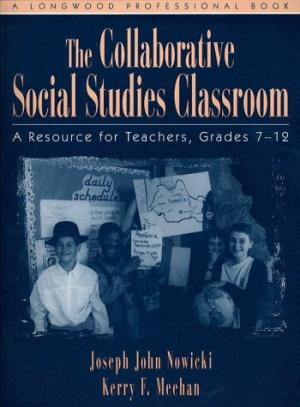 A LONGWOOD PROFESSIONAL BOOK
The Collaborative
Social Studies Classroom
A Resource for Teachers, Grades 7–12
daily
schedule
Joseph John Nowicki
Kerry F. Meehan